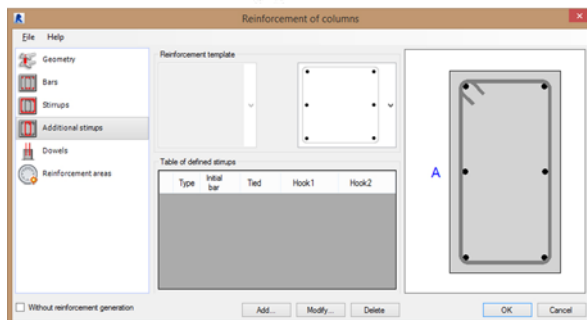 Reinforcement of columns
File Help
Geometry
Bars
Stirrups
Additional stirrups
Dowels
Reinforcement areas
Reinforcement template
Table of defined stirrups
Type Initial bar Tied Hook1 Hook2
A
Without reinforcement generation
Add... Modify... Delete
OK Cancel